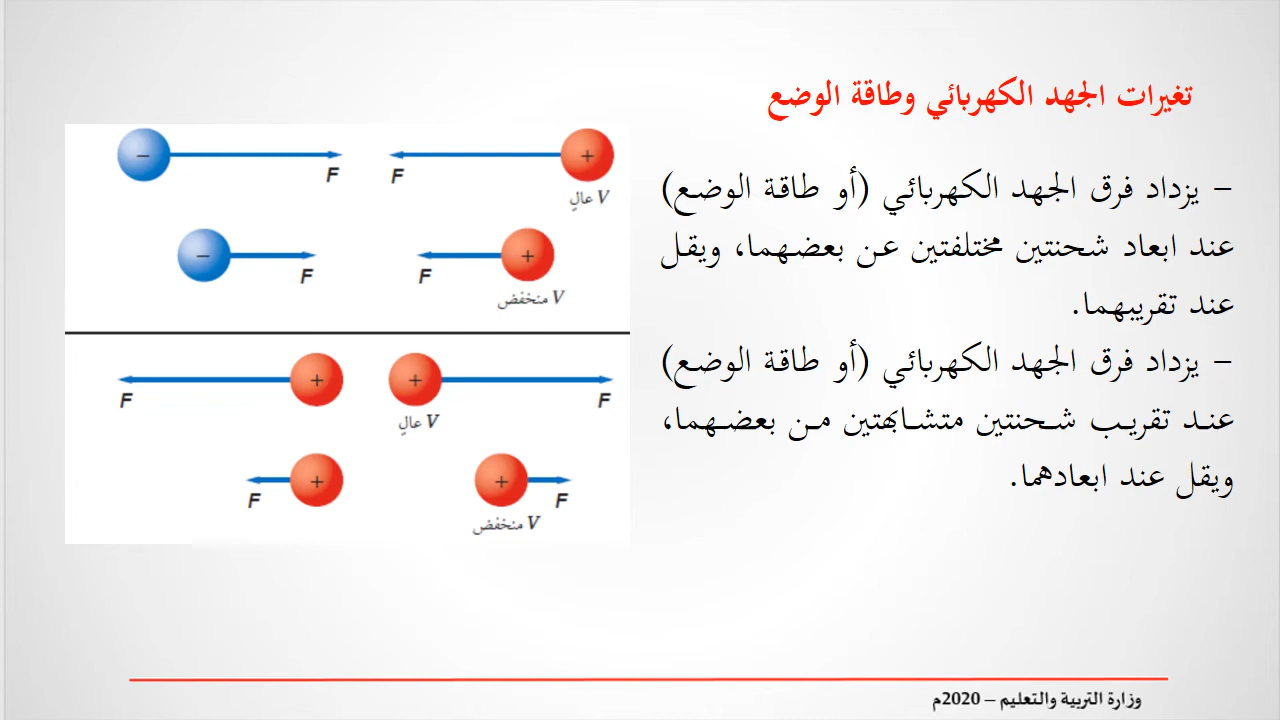 تغيرات الجهد الكهربائي وطاقة الوضع
– يزداد فرق الجهد الكهربائي (أو طاقة الوضع)
عند ابعاد شحنتين مختلفتين عن بعضهما، ويقل
عند تقريبهما.
– يزداد فرق الجهد الكهربائي (أو طاقة الوضع)
عند تقريب شحنتين متشابهتين من بعضهما،
ويقل عند ابعادهما.
− F F +
V عالٍ
− F F +
V منخفض
F + + F
V عالٍ
F + + F
V منخفض
وزارة التربية والتعليم – 2020م